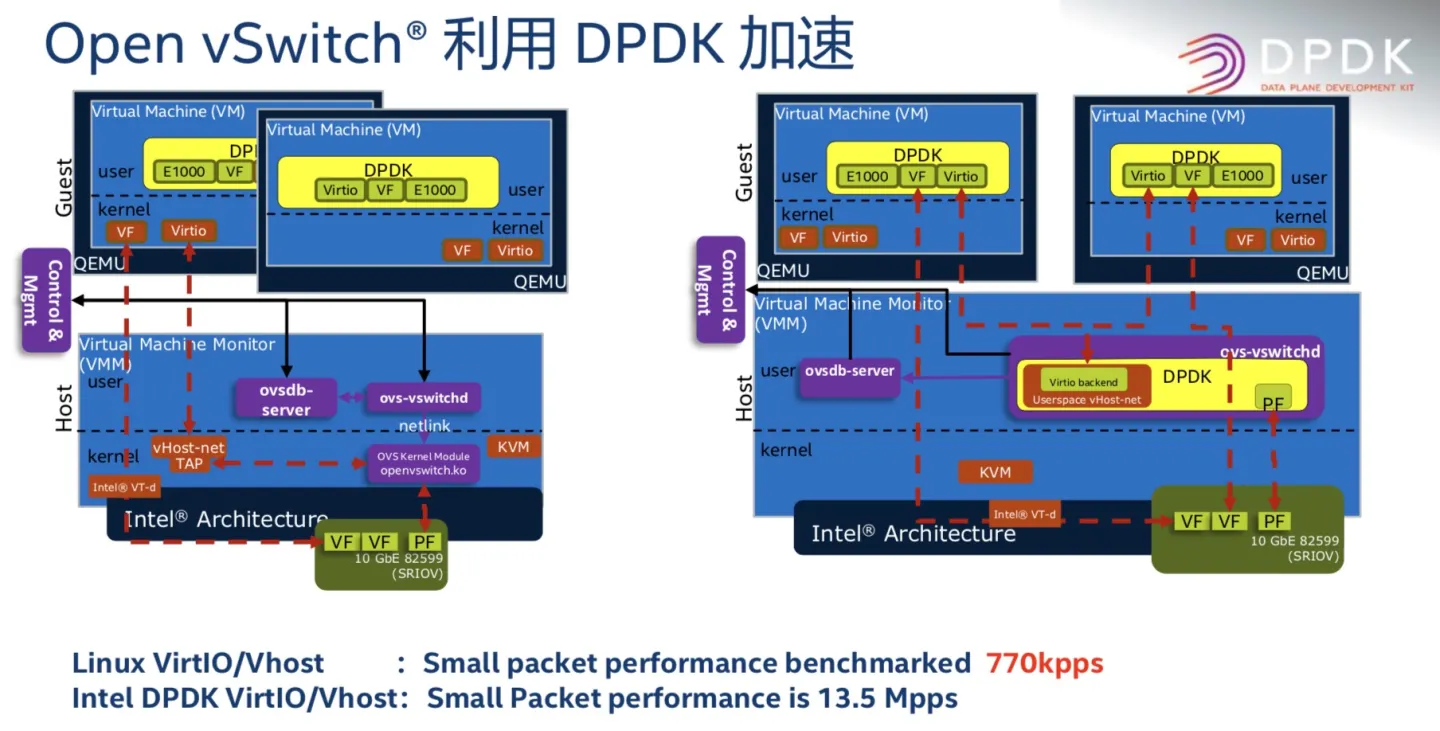 Open vSwitch® 利用 DPDK 加速
DPDK
DATA PLANE DEVELOPMENT KIT
Guest
Virtual Machine (VM)
user
E1000 VF
kernel
VF Virtio
QEMU
Virtual Machine (VM)
DPDK
Virtio VF E1000
user
kernel
VF Virtio
QEMU
Control & Mgmt
Host
Virtual Machine Monitor
(VMM)
user
ovsdb-
server
ovs-vswitchd
netlink
kernel
vHost-net
TAP
OVS Kernel Module
openvswitch.ko
KVM
Intel® VT-d
Intel® Architecture
VF VF PF
10 GbE 82599
(SRIOV)
Guest
Virtual Machine (VM)
DPDK
user
E1000 VF Virtio
kernel
VF Virtio
QEMU
Virtual Machine (VM)
DPDK
Virtio VF E1000
user
kernel
VF Virtio
QEMU
Control & Mgmt
Host
Virtual Machine Monitor
(VMM)
user
ovsdb-server
ovs-vswitchd
DPDK
Virtio backend
Userspace vHost-net
PF
kernel
KVM
Intel® VT-d
Intel® Architecture
VF VF PF
10 GbE 82599
(SRIOV)
Linux VirtIO/Vhost : Small packet performance benchmarked 770kpps
Intel DPDK VirtIO/Vhost: Small Packet performance is 13.5 Mpps